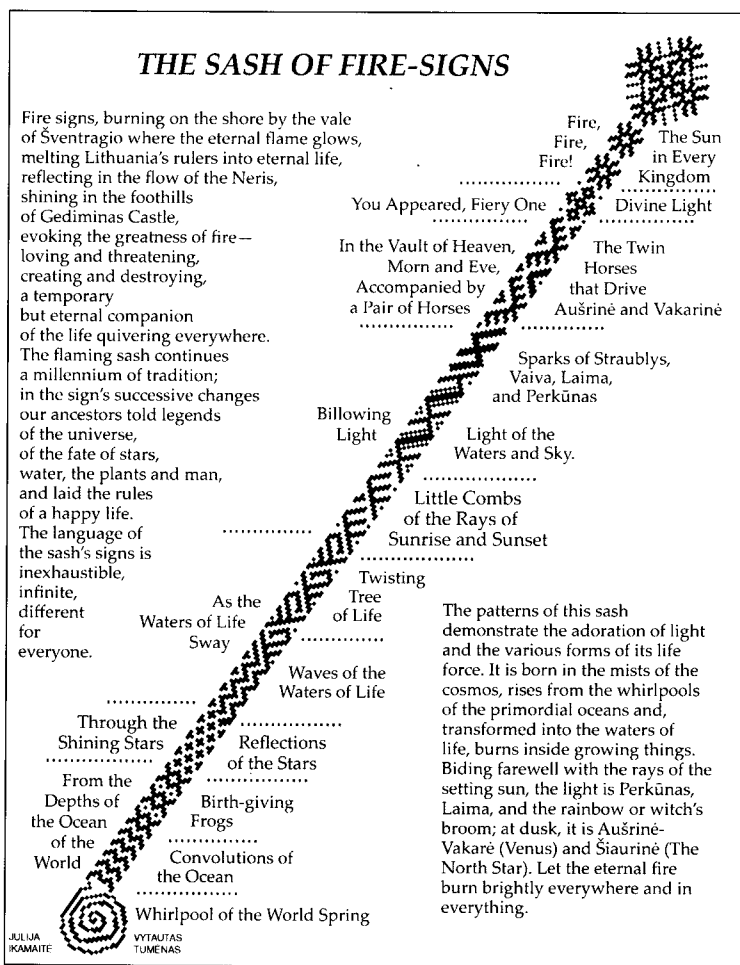 THE SASH OF FIRE-SIGNS
Fire signs, burning on the shore by the vale
of Šventragio where the eternal flame glows,
melting Lithuania's rulers into eternal life,
reflecting in the flow of the Neris,
shining in the foothills
of Gediminas Castle,
evoking the greatness of fire—
loving and threatening,
creating and destroying,
a temporary
but eternal companion
of the life quivering everywhere.
The flaming sash continues
a millennium of tradition;
in the sign's successive changes
our ancestors told legends
of the universe,
of the fate of stars,
water, the plants and man,
and laid the rules
of a happy life.
The language of
the sash's signs is
inexhaustible,
infinite,
different
for
everyone.
Fire,
Fire,
Fire!
The Sun
in Every
Kingdom
You Appeared, Fiery One
Divine Light
In the Vault of Heaven,
Morn and Eve,
Accompanied by
a Pair of Horses
The Twin
Horses
that Drive
Aušrinė and Vakarinė
Sparks of Straublys,
Vaiva, Laima,
and Perkūnas
Billowing
Light
Light of the
Waters and Sky.
Little Combs
of the Rays of
Sunrise and Sunset
Twisting
Tree
of Life
As the
Waters of Life
Sway
Waves of the
Waters of Life
Through the
Shining Stars
Reflections
of the Stars
From the
Depths of
the Ocean
of the
World
Birth-giving
Frogs
Convolutions of
the Ocean
Whirlpool of the World Spring
The patterns of this sash
demonstrate the adoration of light
and the various forms of its life
force. It is born in the mists of the
cosmos, rises from the whirlpools
of the primordial oceans and,
transformed into the waters of
life, burns inside growing things.
Biding farewell with the rays of the
setting sun, the light is Perkūnas,
Laima, and the rainbow or witch's
broom; at dusk, it is Aušrinė-
Vakarė (Venus) and Šiaurinė (The
North Star). Let the eternal fire
burn brightly everywhere and in
everything.
JULIJA
IKAMAITĖ
VYTAUTAS
TUMĖNAS